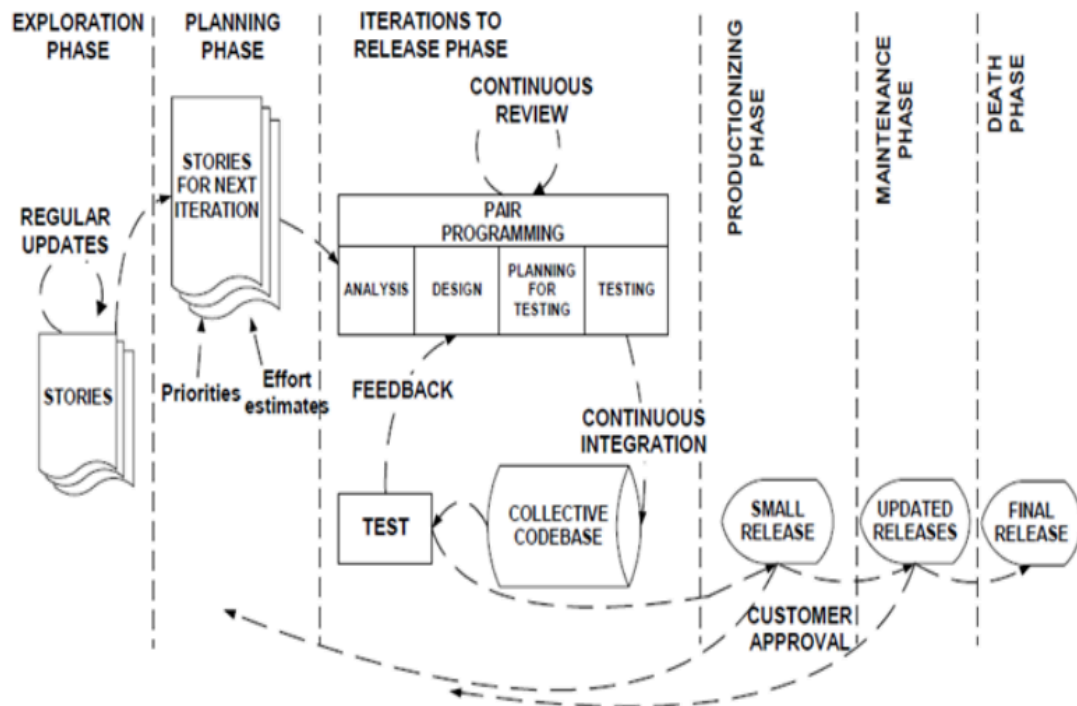 EXPLORATION
PHASE
PLANNING
PHASE
ITERATIONS TO
RELEASE PHASE
PRODUCTIONIZING
PHASE
MAINTENANCE
PHASE
DEATH
PHASE
CONTINUOUS
REVIEW
STORIES
FOR NEXT
ITERATION
REGULAR
UPDATES
PAIR
PROGRAMMING
ANALYSIS
DESIGN
PLANNING
FOR
TESTING
TESTING
STORIES
Priorities
Effort
estimates
FEEDBACK
CONTINUOUS
INTEGRATION
TEST
COLLECTIVE
CODEBASE
SMALL
RELEASE
UPDATED
RELEASES
FINAL
RELEASE
CUSTOMER
APPROVAL